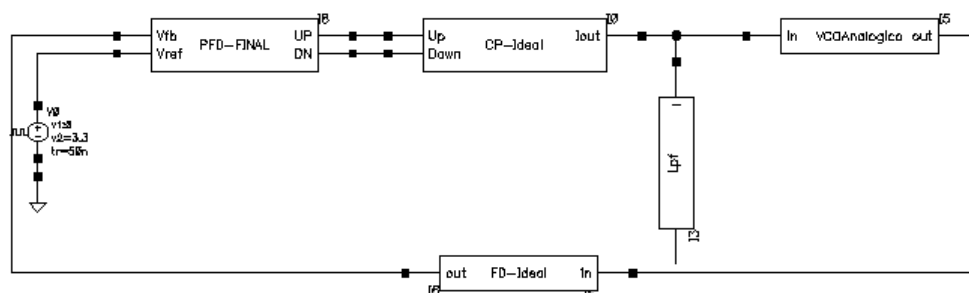 I8
I0
I5
Vfb
PFD-FINAL
UP
Up
CP-Ideal
Iout
In
VCOAnalogico
out
Vref
DN
Down
V0
v1=0
v2=3.3
tr=50n
Lpf
I3
out
FD-Ideal
In
I6